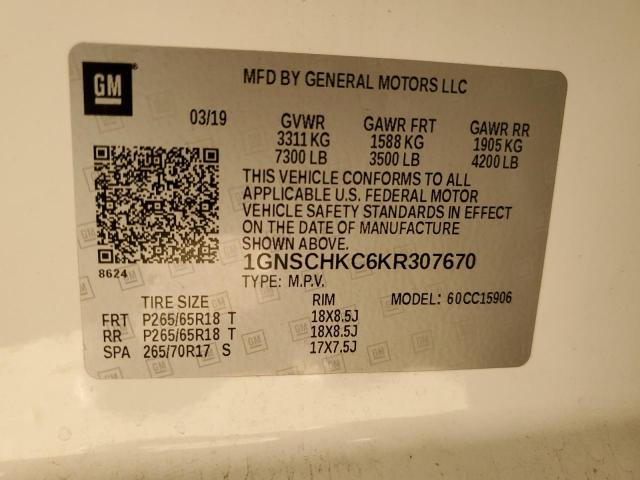 GM
MFD BY GENERAL MOTORS LLC
03/19 GVWR GAWR FRT GAWR RR
3311 KG 1588 KG 1905 KG
7300 LB 3500 LB 4200 LB
THIS VEHICLE CONFORMS TO ALL
APPLICABLE U.S. FEDERAL MOTOR
VEHICLE SAFETY STANDARDS IN EFFECT
ON THE DATE OF MANUFACTURE
SHOWN ABOVE.
8624
1GNSCHKC6KR307670
TYPE: M.P.V.
TIRE SIZE RIM MODEL: 60CC15906
FRT P265/65R18 T 18X8.5J
RR P265/65R18 T 18X8.5J
SPA 265/70R17 S 17X7.5J